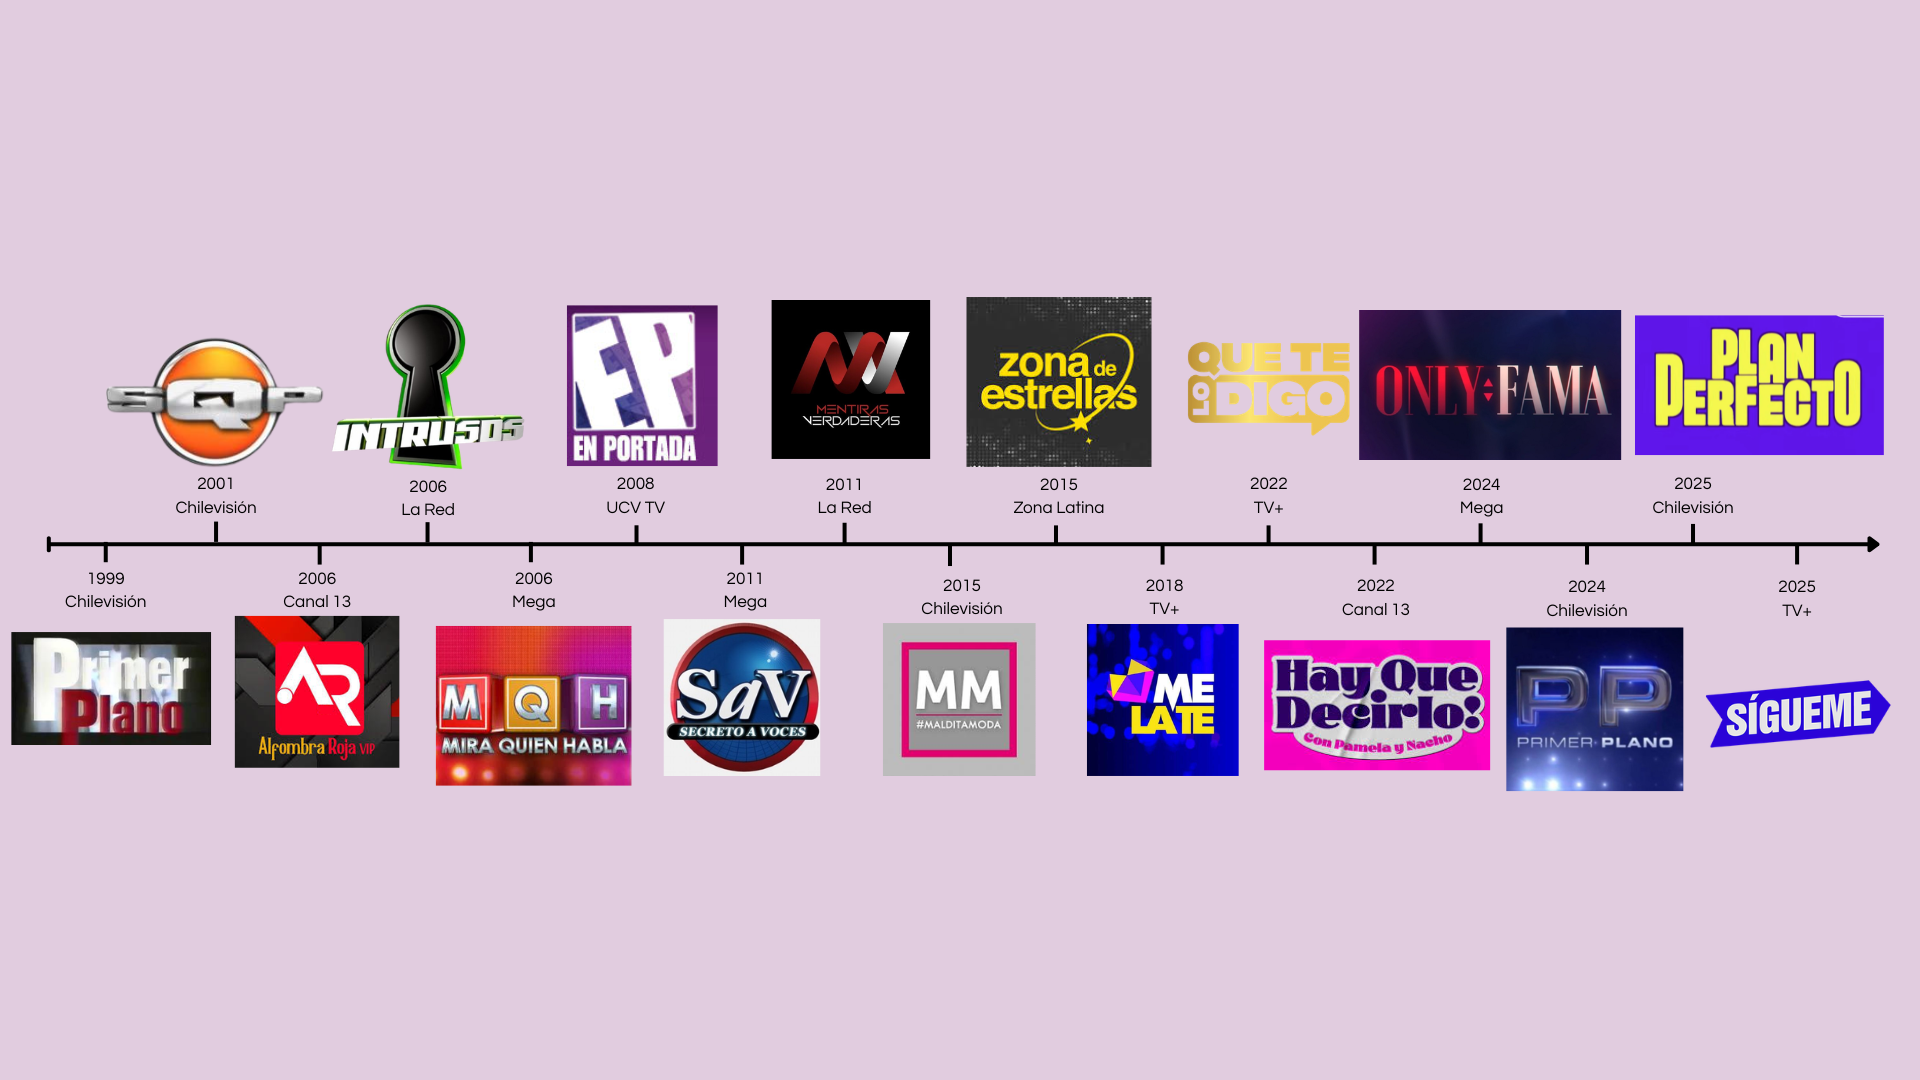 SQP
2001
Chilevisión
INTRUSOS
2006
La Red
EP
EN PORTADA
2008
UCV TV
MENTIRAS
VERDADERAS
2011
La Red
zona de
estrellas
2015
Zona Latina
QUE TE
LO DIGO
2022
TV+
ONLY:FAMA
2024
Mega
PLAN
PERFECTO
2025
Chilevisión
1999
Chilevisión
Primer
Plano
2006
Canal 13
AR
Alfombra Roja VIP
2006
Mega
M Q H
MIRA QUIEN HABLA
2011
Mega
SaV
SECRETO A VOCES
2015
Chilevisión
MM
#MALDITAMODA
2018
TV+
ME
LATE
2022
Canal 13
Hay Que
Decirlo!
Con Pamela y Nacho
2024
Chilevisión
PP
PRIMER PLANO
2025
TV+
SÍGUEME